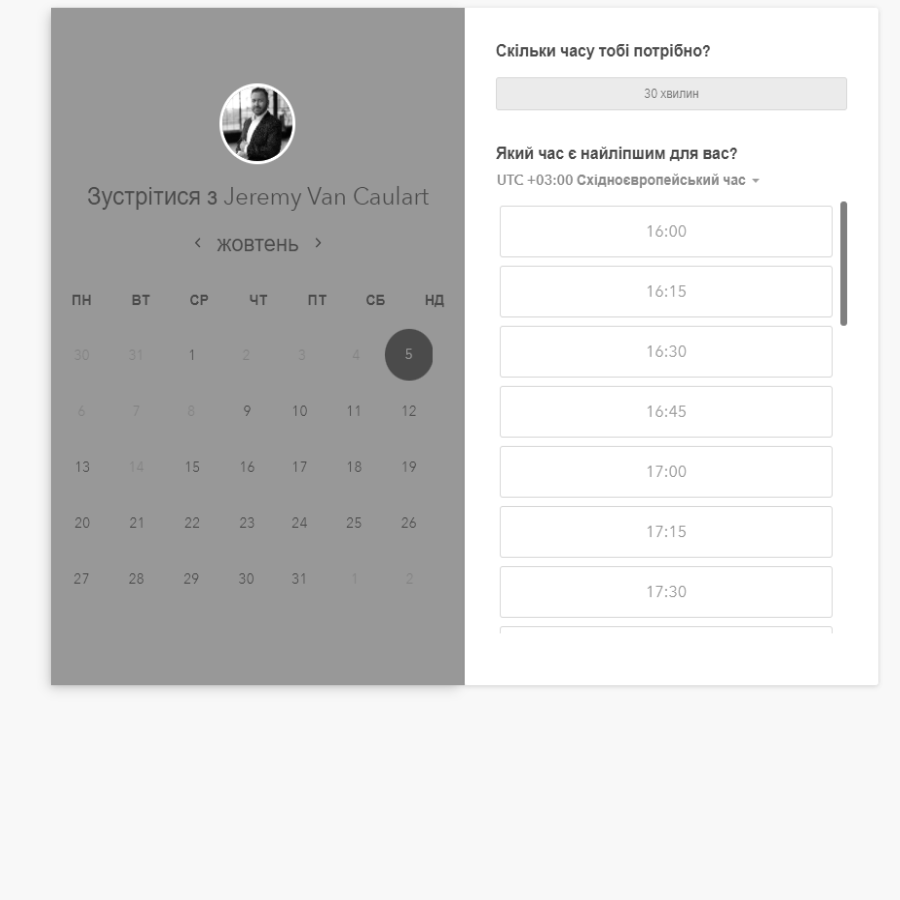 Зустрітися з Jeremy Van Caulart
жовтень
ПН ВТ СР ЧТ ПТ СБ НД
30 31 1 2 3 4 5
6 7 8 9 10 11 12
13 14 15 16 17 18 19
20 21 22 23 24 25 26
27 28 29 30 31 1 2
Скільки часу тобі потрібно?
30 хвилин
Який час є найліпшим для вас?
UTC +03:00 Східноєвропейський час
16:00
16:15
16:30
16:45
17:00
17:15
17:30